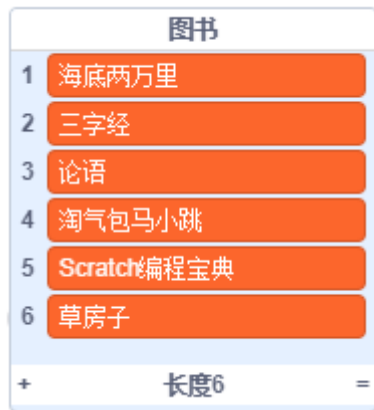 图书
1 海底两万里
2 三字经
3 论语
4 淘气包马小跳
5 Scratch编程宝典
6 草房子
+ 长度6 =